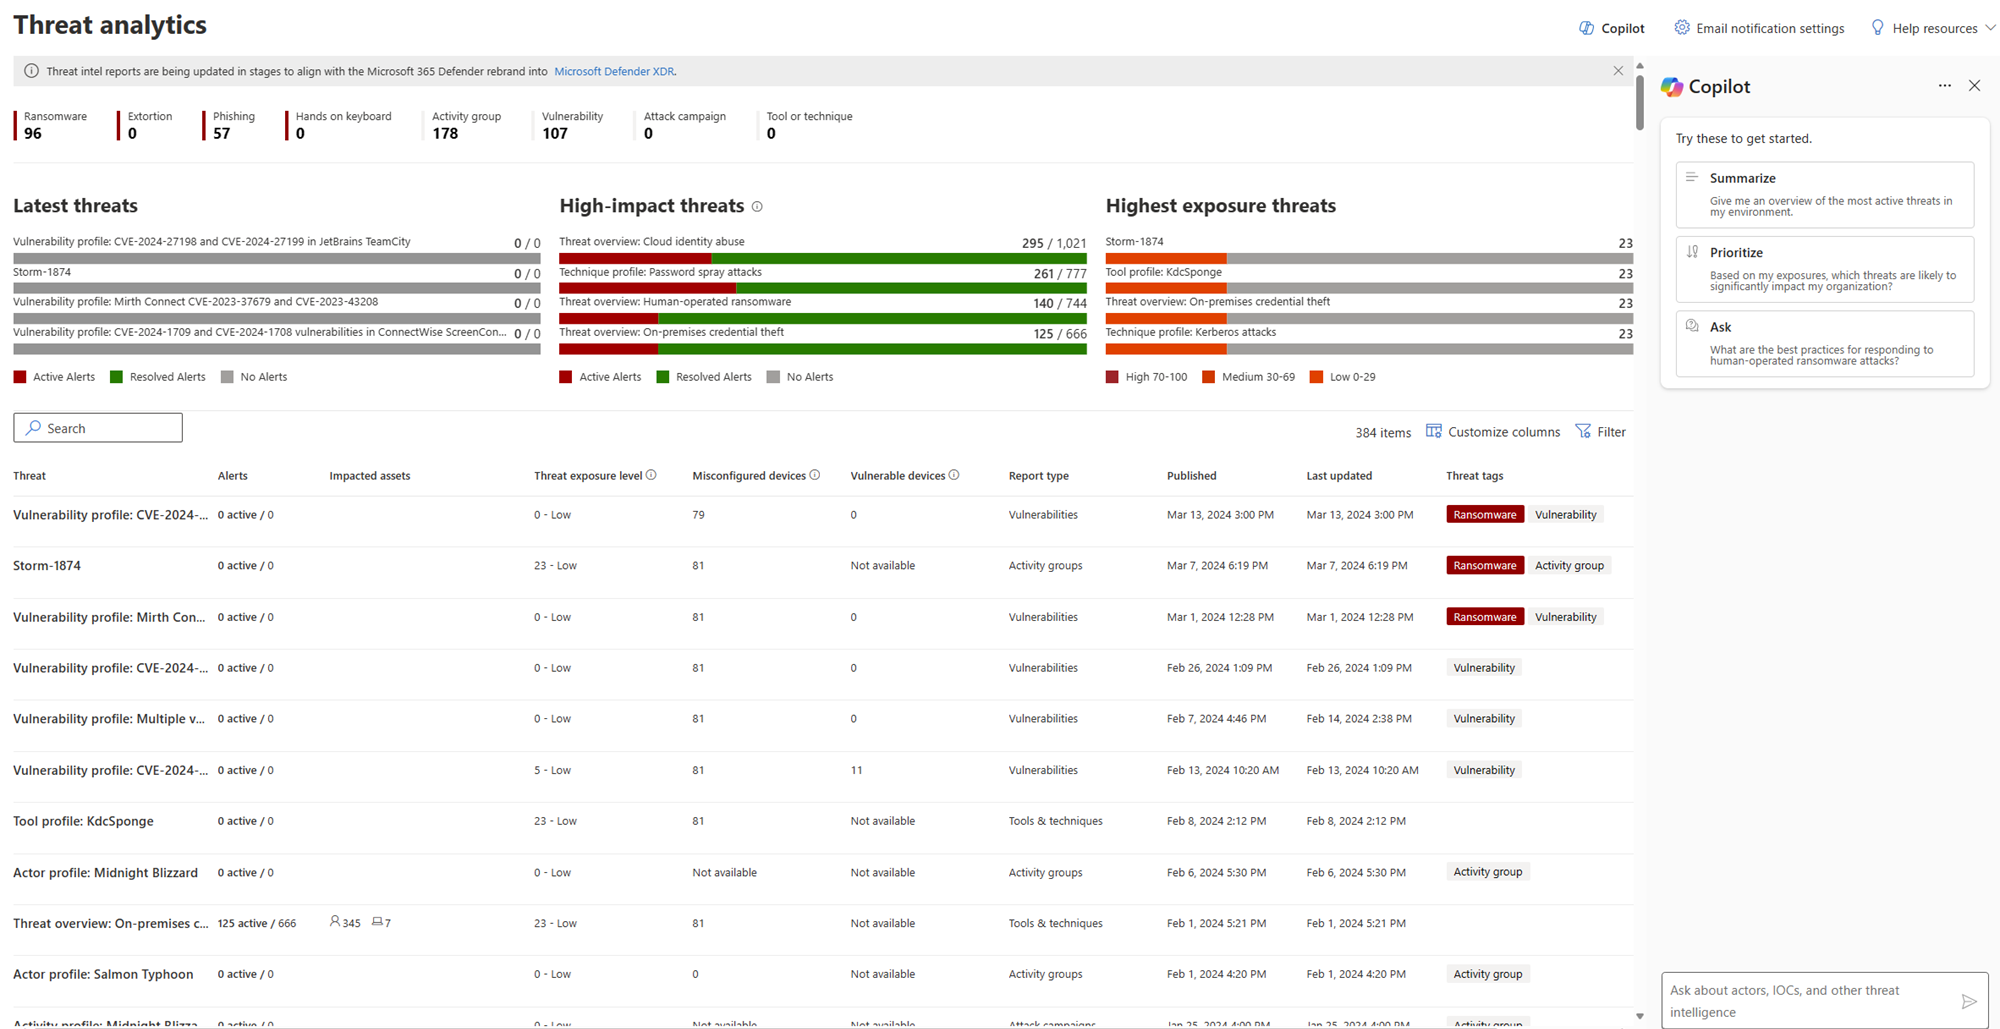 Threat analytics
Copilot
Email notification settings
Help resources
Threat intel reports are being updated in stages to align with the Microsoft 365 Defender rebrand into Microsoft Defender XDR.
Ransomware Extortion Phishing Hands on keyboard Activity group Vulnerability Attack campaign Tool or technique
96 0 57 0 178 107 0 0
Latest threats
Vulnerability profile: CVE-2024-27198 and CVE-2024-27199 in JetBrains TeamCity 0 / 0
Storm-1874 0 / 0
Vulnerability profile: Mirth Connect CVE-2023-37679 and CVE-2023-43208 0 / 0
Vulnerability profile: CVE-2024-1709 and CVE-2024-1708 vulnerabilities in ConnectWise ScreenCon... 0 / 0
Active Alerts Resolved Alerts No Alerts
High-impact threats
Threat overview: Cloud identity abuse 295 / 1,021
Technique profile: Password spray attacks 261 / 777
Threat overview: Human-operated ransomware 140 / 744
Threat overview: On-premises credential theft 125 / 666
Active Alerts Resolved Alerts No Alerts
Highest exposure threats
Storm-1874 23
Tool profile: KdcSponge 23
Threat overview: On-premises credential theft 23
Technique profile: Kerberos attacks 23
High 70-100 Medium 30-69 Low 0-29
Search
384 items Customize columns Filter
Threat Alerts Impacted assets Threat exposure level Misconfigured devices Vulnerable devices Report type Published Last updated Threat tags
Vulnerability profile: CVE-2024-... 0 active / 0 0 - Low 79 0 Vulnerabilities Mar 13, 2024 3:00 PM Mar 13, 2024 3:00 PM Ransomware Vulnerability
Storm-1874 0 active / 0 23 - Low 81 Not available Activity groups Mar 7, 2024 6:19 PM Mar 7, 2024 6:19 PM Ransomware Activity group
Vulnerability profile: Mirth Con... 0 active / 0 0 - Low 81 0 Vulnerabilities Mar 1, 2024 12:28 PM Mar 1, 2024 12:28 PM Ransomware Vulnerability
Vulnerability profile: CVE-2024-... 0 active / 0 0 - Low 81 0 Vulnerabilities Feb 26, 2024 1:09 PM Feb 26, 2024 1:09 PM Vulnerability
Vulnerability profile: Multiple v... 0 active / 0 0 - Low 81 0 Vulnerabilities Feb 7, 2024 4:46 PM Feb 14, 2024 2:38 PM Vulnerability
Vulnerability profile: CVE-2024-... 0 active / 0 5 - Low 81 11 Vulnerabilities Feb 13, 2024 10:20 AM Feb 13, 2024 10:20 AM Vulnerability
Tool profile: KdcSponge 0 active / 0 23 - Low 81 Not available Tools & techniques Feb 8, 2024 2:12 PM Feb 8, 2024 2:12 PM
Actor profile: Midnight Blizzard 0 active / 0 0 - Low Not available Not available Activity groups Feb 6, 2024 5:30 PM Feb 6, 2024 5:30 PM Activity group
Threat overview: On-premises c... 125 active / 666 345 7 23 - Low 81 Not available Tools & techniques Feb 1, 2024 5:21 PM Feb 1, 2024 5:21 PM
Actor profile: Salmon Typhoon 0 active / 0 0 - Low 0 Not available Activity groups Feb 1, 2024 4:20 PM Feb 1, 2024 4:20 PM Activity group
Activity profile: Midnight Blizza... 0 active / 0 0 - Low Not available Not available Attack campaigns Jan 25, 2024 4:00 PM Jan 25, 2024 4:00 PM Activity group
Copilot
Try these to get started.
Summarize
Give me an overview of the most active threats in
my environment.
Prioritize
Based on my exposures, which threats are likely to
significantly impact my organization?
Ask
What are the best practices for responding to
human-operated ransomware attacks?
Ask about actors, IOCs, and other threat
intelligence